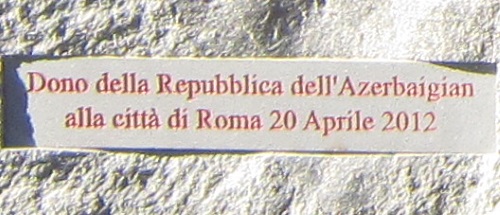 Dono della Repubblica dell'Azerbaigian
alla città di Roma 20 Aprile 2012